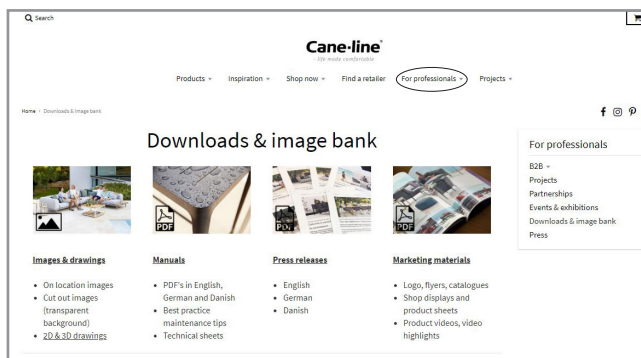 Search
Cane-line®
- life made comfortable
Products Inspiration Shop now Find a retailer For professionals Projects
Home › Downloads & image bank
Downloads & image bank
For professionals
B2B
Projects
Partnerships
Events & exhibitions
Downloads & image bank
Press
PDF
PDF
PDF
Images & drawings
• On location images
• Cut out images
(transparent
background)
• 2D & 3D drawings
Manuals
• PDF's in English,
German and Danish
• Best practice
maintenance tips
• Technical sheets
Press releases
• English
• German
• Danish
Marketing materials
• Logo, flyers, catalogues
• Shop displays and
product sheets
• Product videos, video
highlights